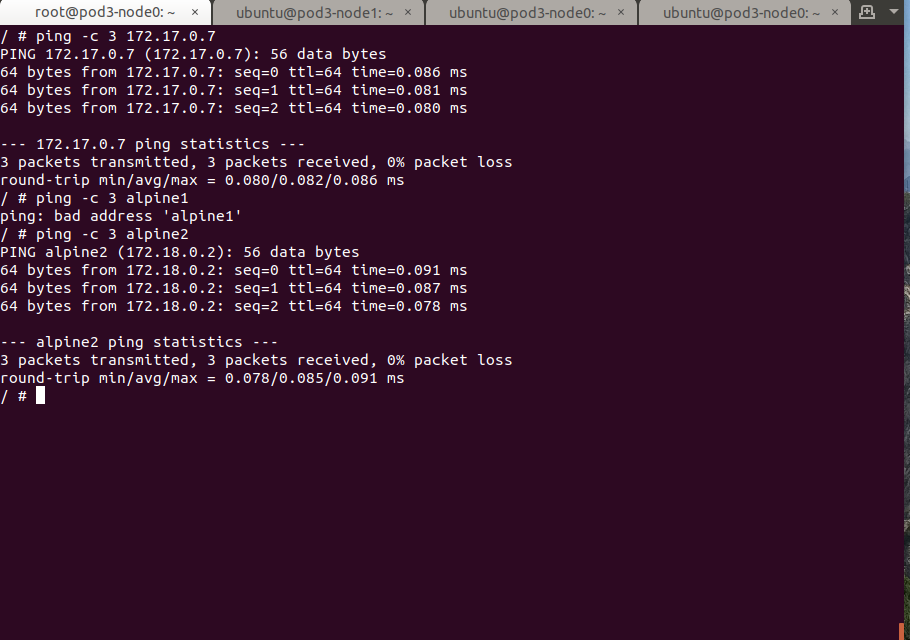 root@pod3-node0: ~ × ubuntu@pod3-node1: ~ × ubuntu@pod3-node0: ~ × ubuntu@pod3-node0: ~ ×
/ # ping -c 3 172.17.0.7
PING 172.17.0.7 (172.17.0.7): 56 data bytes
64 bytes from 172.17.0.7: seq=0 ttl=64 time=0.086 ms
64 bytes from 172.17.0.7: seq=1 ttl=64 time=0.081 ms
64 bytes from 172.17.0.7: seq=2 ttl=64 time=0.080 ms
--- 172.17.0.7 ping statistics ---
3 packets transmitted, 3 packets received, 0% packet loss
round-trip min/avg/max = 0.080/0.082/0.086 ms
/ # ping -c 3 alpine1
ping: bad address 'alpine1'
/ # ping -c 3 alpine2
PING alpine2 (172.18.0.2): 56 data bytes
64 bytes from 172.18.0.2: seq=0 ttl=64 time=0.091 ms
64 bytes from 172.18.0.2: seq=1 ttl=64 time=0.087 ms
64 bytes from 172.18.0.2: seq=2 ttl=64 time=0.078 ms
--- alpine2 ping statistics ---
3 packets transmitted, 3 packets received, 0% packet loss
round-trip min/avg/max = 0.078/0.085/0.091 ms
/ #